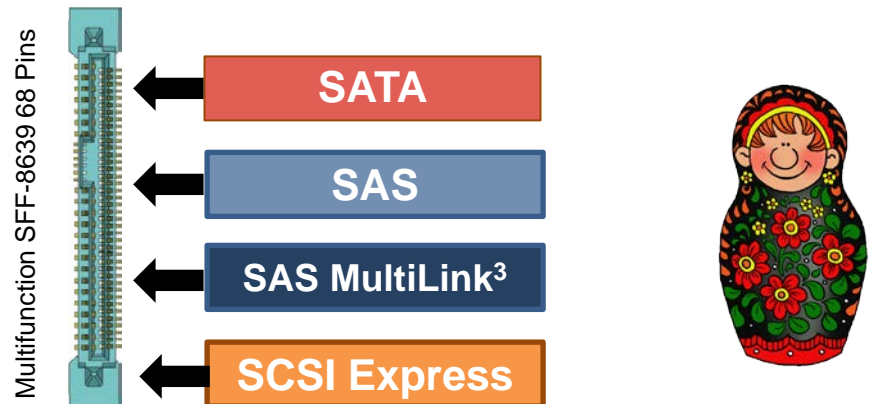 Multifunction SFF-8639 68 Pins
SATA
SAS
SAS MultiLink³
SCSI Express